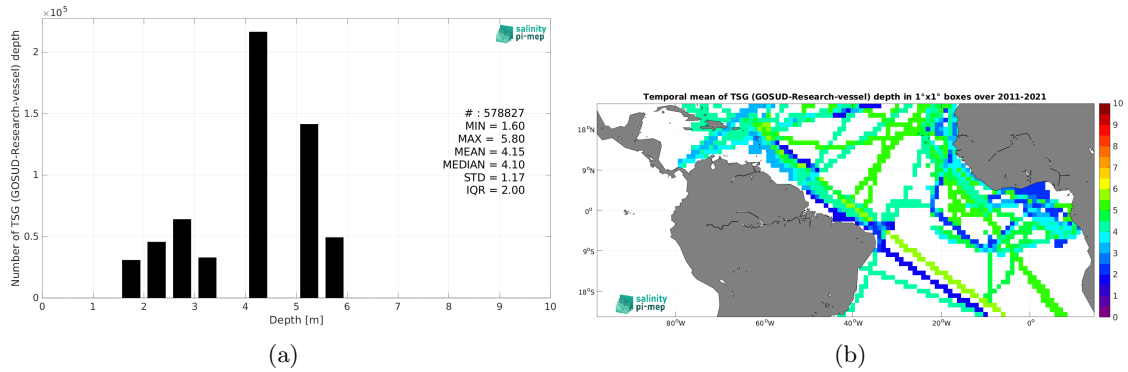 ×10⁵
2
1.5
1
0.5
0
0 1 2 3 4 5 6 7 8 9 10
Number of TSG (GOSUD-Research-vessel) depth
Depth [m]
salinity
pi-mep
# : 578827
MIN = 1.60
MAX = 5.85
MEAN = 4.15
MEDIAN = 4.10
STD = 1.17
IQR = 2.00
(a)
Temporal mean of TSG (GOSUD-Research-vessel) depth in 1°x1° boxes over 2011-2021
18°N
9°N
0°
9°S
18°S
80°W 60°W 40°W 20°W 0°
salinity
pi-mep
10
9
8
7
6
5
4
3
2
1
0
(b)